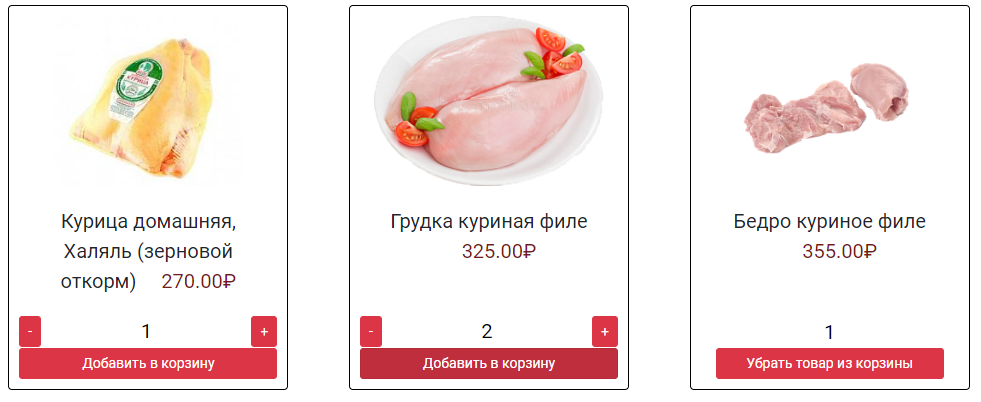 КУРИЦА
Курица домашняя,
Халяль (зерновой
откорм) 270.00₽
- 1 +
Добавить в корзину
Грудка куриная филе
325.00₽
- 2 +
Добавить в корзину
Бедро куриное филе
355.00₽
1
Убрать товар из корзины